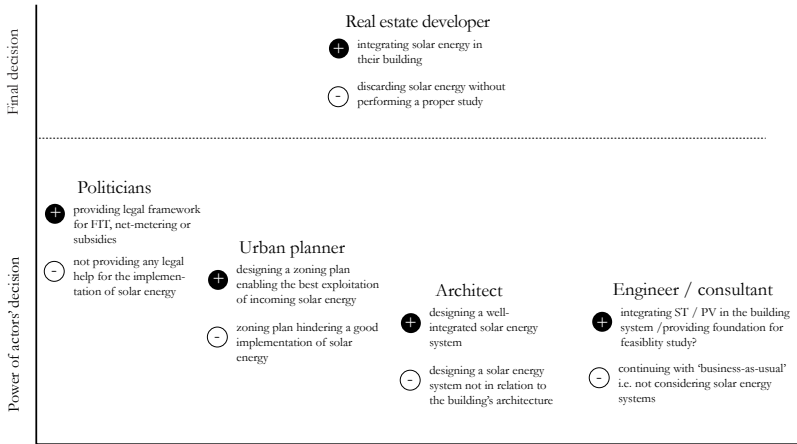 Final decision
Real estate developer
+ integrating solar energy in
their building
- discarding solar energy without
performing a proper study
Power of actors' decision
Politicians
+ providing legal framework
for FIT, net-metering or
subsidies
- not providing any legal
help for the implemen-
tation of solar energy
Urban planner
+ designing a zoning plan
enabling the best exploitation
of incoming solar energy
- zoning plan hindering a good
implementation of solar
energy
Architect
+ designing a well-
integrated solar energy
system
- designing a solar energy
system not in relation to
the building's architecture
Engineer / consultant
+ integrating ST / PV in the building
system /providing foundation for
feasiblity study?
- continuing with 'business-as-usual'
i.e. not considering solar energy
systems